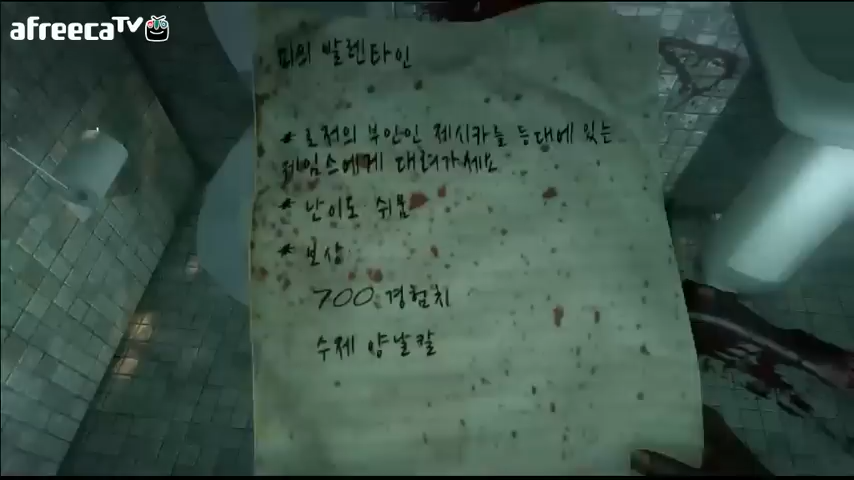 afreecaTV
피의 발렌타인
* 로저의 부인인 제시카를 등대에 있는
제임스에게 데려가세요
* 난이도 쉬움
* 보상
700 경험치
수제 양날칼